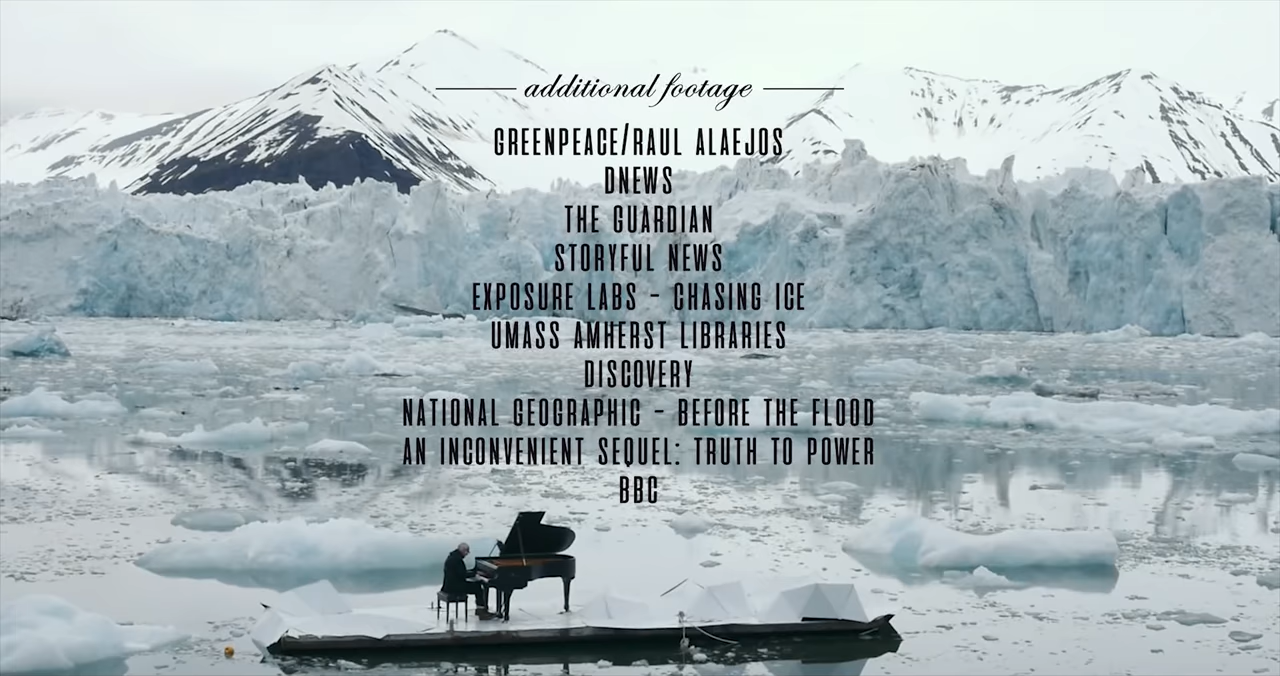 additional footage
GREENPEACE/RAUL ALAEJOS
DNEWS
THE GUARDIAN
STORYFUL NEWS
EXPOSURE LABS - CHASING ICE
UMASS AMHERST LIBRARIES
DISCOVERY
NATIONAL GEOGRAPHIC - BEFORE THE FLOOD
AN INCONVENIENT SEQUEL: TRUTH TO POWER
BBC